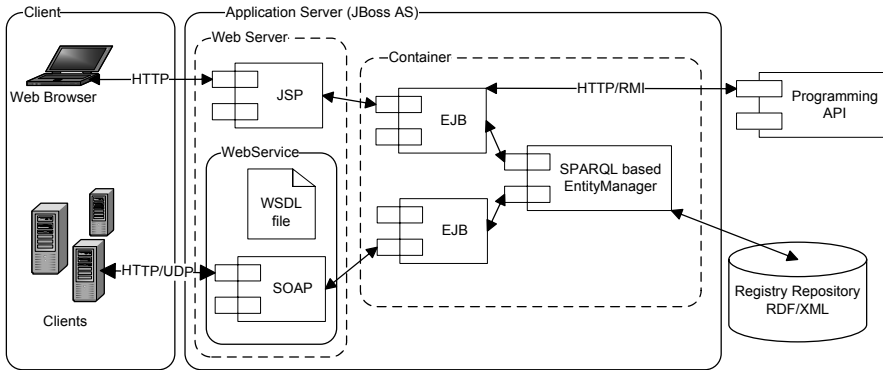 Client
Application Server (JBoss AS)
Web Server
Container
Web Browser
HTTP
JSP
EJB
HTTP/RMI
Programming
API
WebService
WSDL
file
SPARQL based
EntityManager
EJB
HTTP/UDP
SOAP
Clients
Registry Repository
RDF/XML